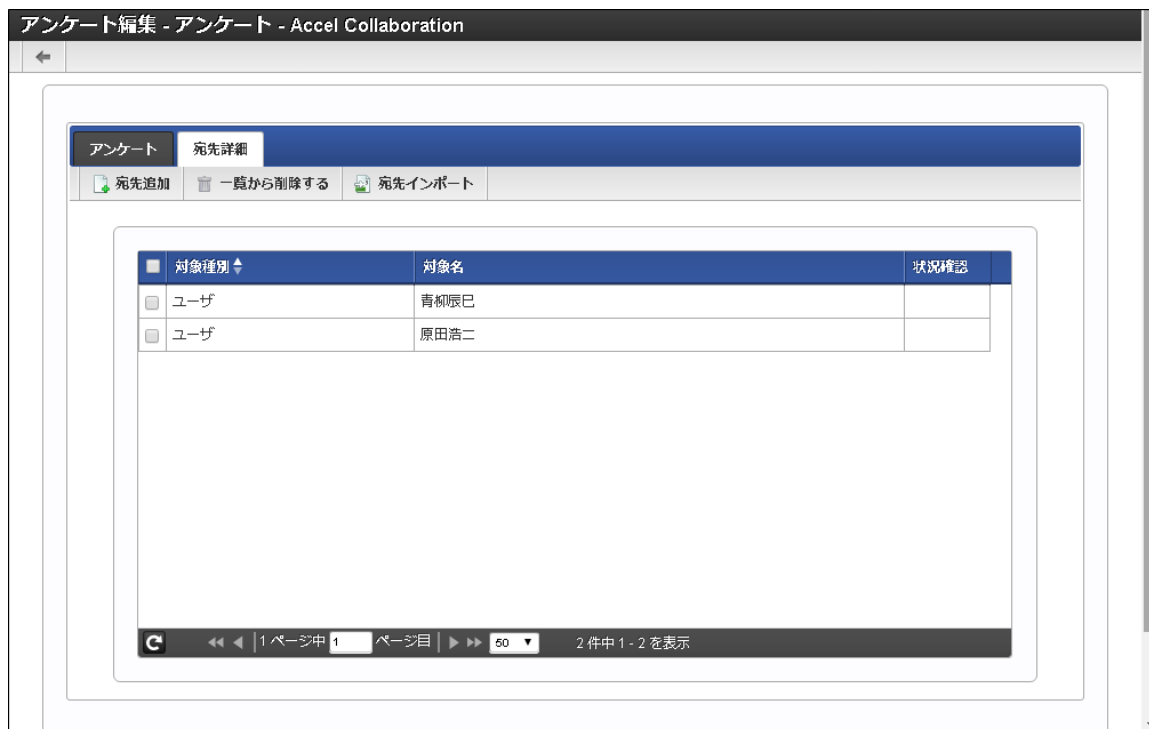 アンケート編集 - アンケート - Accel Collaboration
アンケート 宛先詳細
宛先追加 一覧から削除する 宛先インポート
対象種別 対象名 状況確認
ユーザ 青柳辰巳
ユーザ 原田浩二
1 ページ中 1 ページ目 50 2 件中 1 - 2 を表示